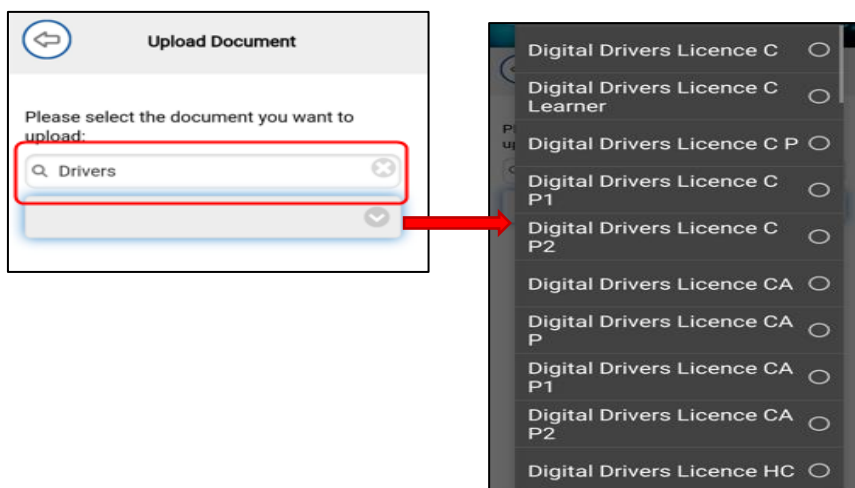 Upload Document
Please select the document you want to
upload:
Drivers
Digital Drivers Licence C
Digital Drivers Licence C
Learner
Digital Drivers Licence C P
Digital Drivers Licence C
P1
Digital Drivers Licence C
P2
Digital Drivers Licence CA
Digital Drivers Licence CA
P
Digital Drivers Licence CA
P1
Digital Drivers Licence CA
P2
Digital Drivers Licence HC